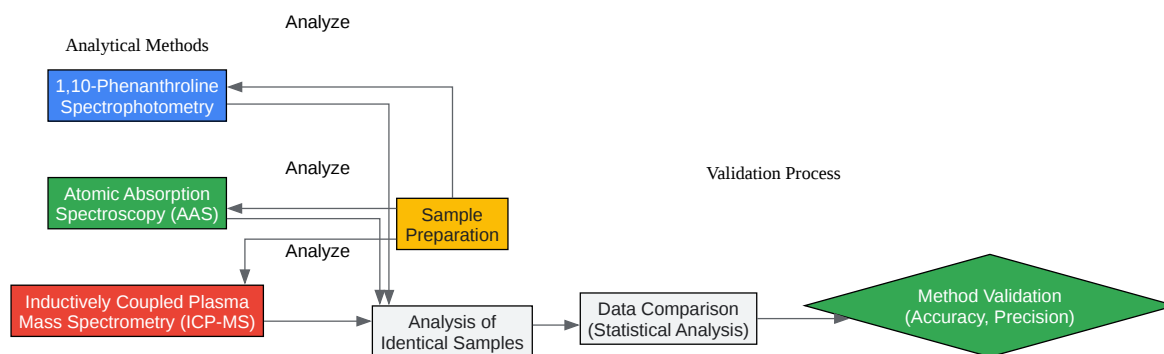 Analyze
Analytical Methods
1,10-Phenanthroline
Spectrophotometry
Analyze
Validation Process
Atomic Absorption
Spectroscopy (AAS)
Sample
Preparation
Analyze
Inductively Coupled Plasma
Mass Spectrometry (ICP-MS)
Analysis of
Identical Samples
Data Comparison
(Statistical Analysis)
Method Validation
(Accuracy, Precision)